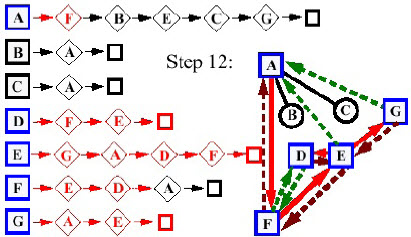 A F B E C G
B A
Step 12:
C A
D F E
E G A D F
F E D A
G A E
A
B
C
G
D E
F